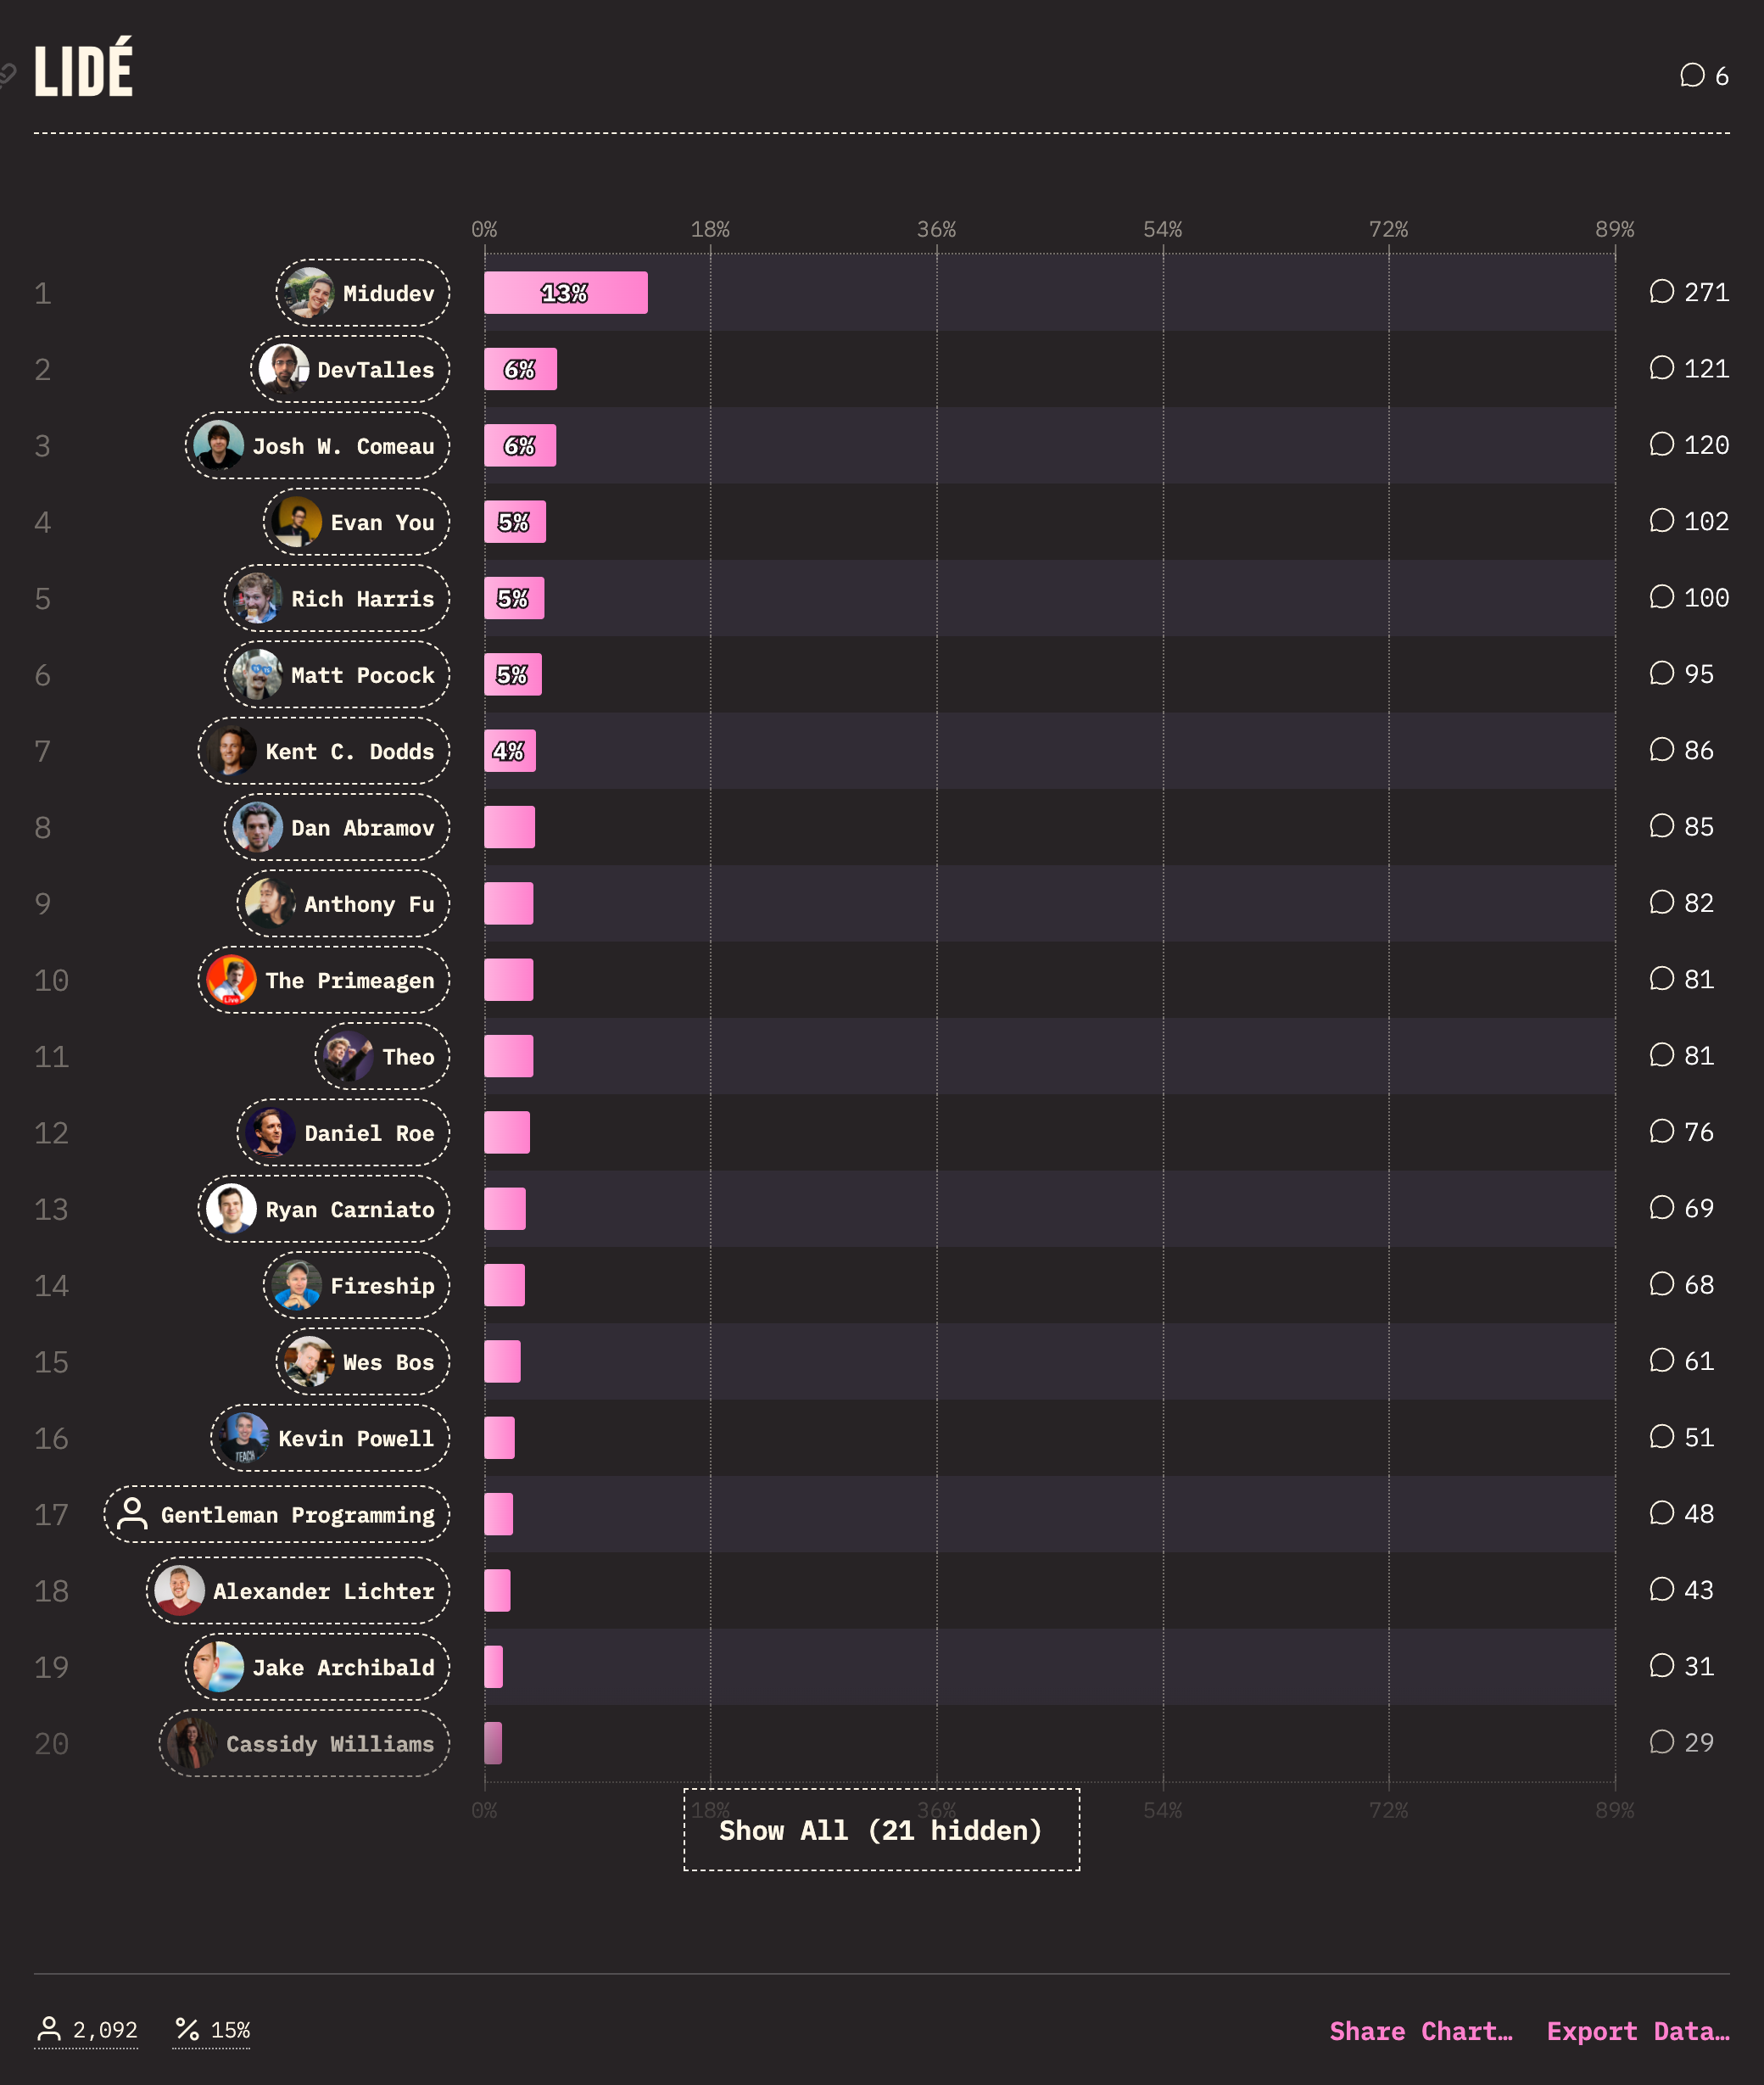 LIDÉ
6
0% 18% 36% 54% 72% 89%
1 Midudev 13% 271
2 DevTalles 6% 121
3 Josh W. Comeau 6% 120
4 Evan You 5% 102
5 Rich Harris 5% 100
6 Matt Pocock 5% 95
7 Kent C. Dodds 4% 86
8 Dan Abramov 85
9 Anthony Fu 82
10 The Primeagen 81
Live
11 Theo 81
12 Daniel Roe 76
13 Ryan Carniato 69
14 Fireship 68
15 Wes Bos 61
16 Kevin Powell 51
TEACH
17 Gentleman Programming 48
18 Alexander Lichter 43
19 Jake Archibald 31
20 Cassidy Williams 29
0% 18% 36% 54% 72% 89%
Show All (21 hidden)
2,092 15% Share Chart… Export Data…